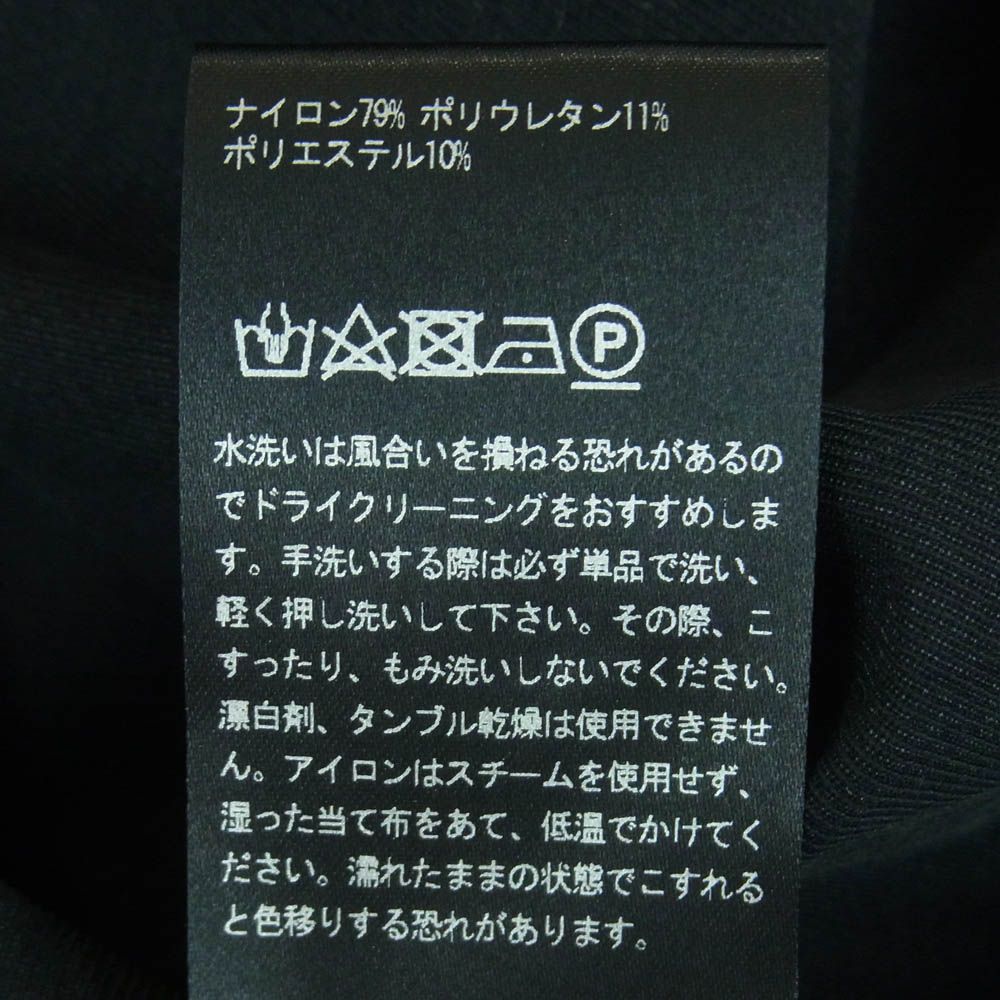 ナイロン79% ポリウレタン11%
ポリエステル10%
P
水洗いは風合いを損ねる恐れがあるの
でドライクリーニングをおすすめしま
す。手洗いする際は必ず単品で洗い、
軽く押し洗いして下さい。その際、こ
すったり、もみ洗いしないでください。
漂白剤、タンブル乾燥は使用できませ
ん。アイロンはスチームを使用せず、
湿った当て布をあて、低温でかけてく
ださい。濡れたままの状態でこすれる
と色移りする恐れがあります。